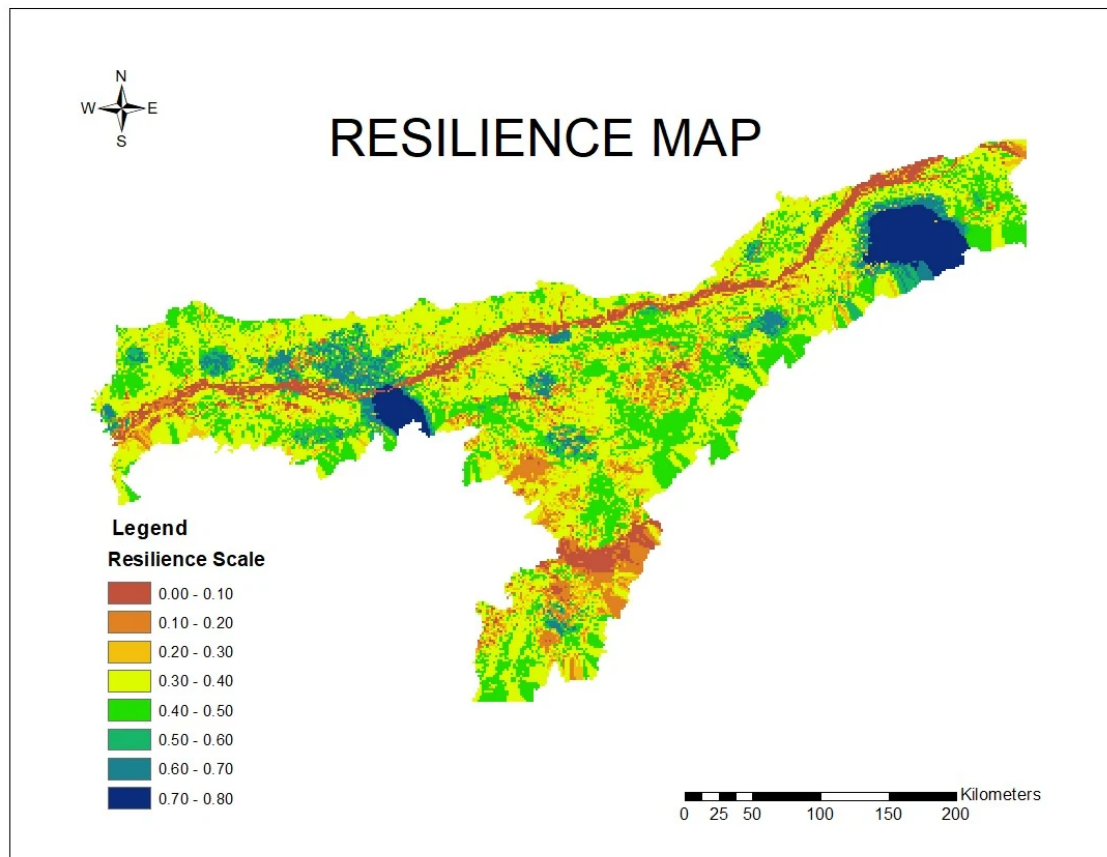 N
W E
S
RESILIENCE MAP
Legend
Resilience Scale
0.00 - 0.10
0.10 - 0.20
0.20 - 0.30
0.30 - 0.40
0.40 - 0.50
0.50 - 0.60
0.60 - 0.70
0.70 - 0.80
Kilometers
0 25 50 100 150 200